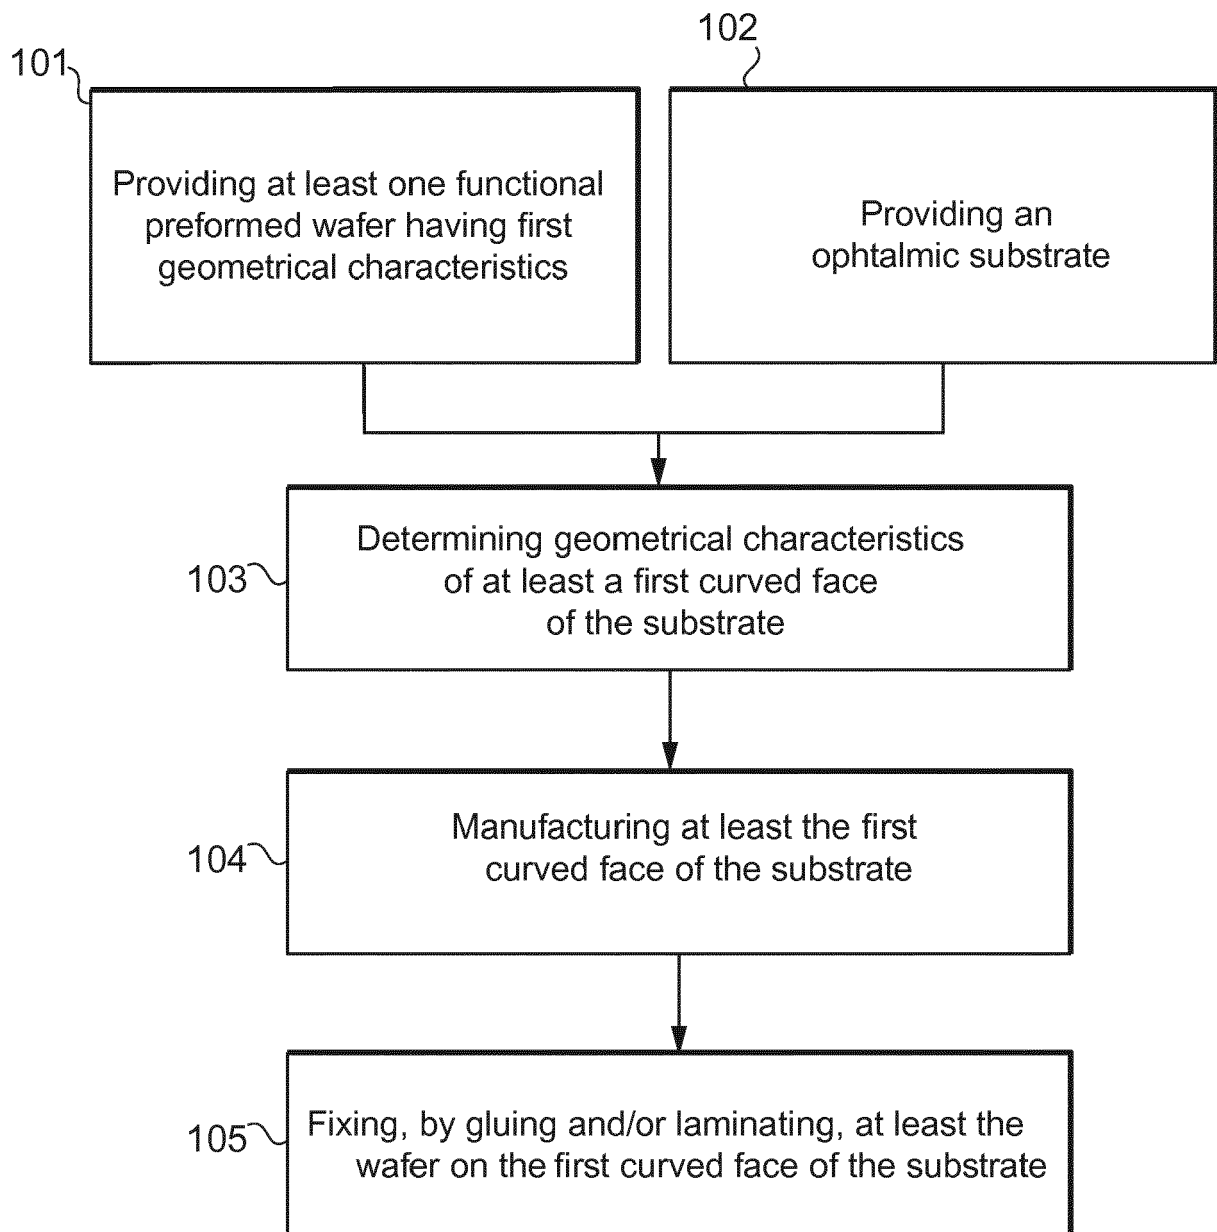 101
102
Providing at least one functional
preformed wafer having first
geometrical characteristics
Providing an
ophtalmic substrate
103
Determining geometrical characteristics
of at least a first curved face
of the substrate
104
Manufacturing at least the first
curved face of the substrate
105
Fixing, by gluing and/or laminating, at least the
wafer on the first curved face of the substrate